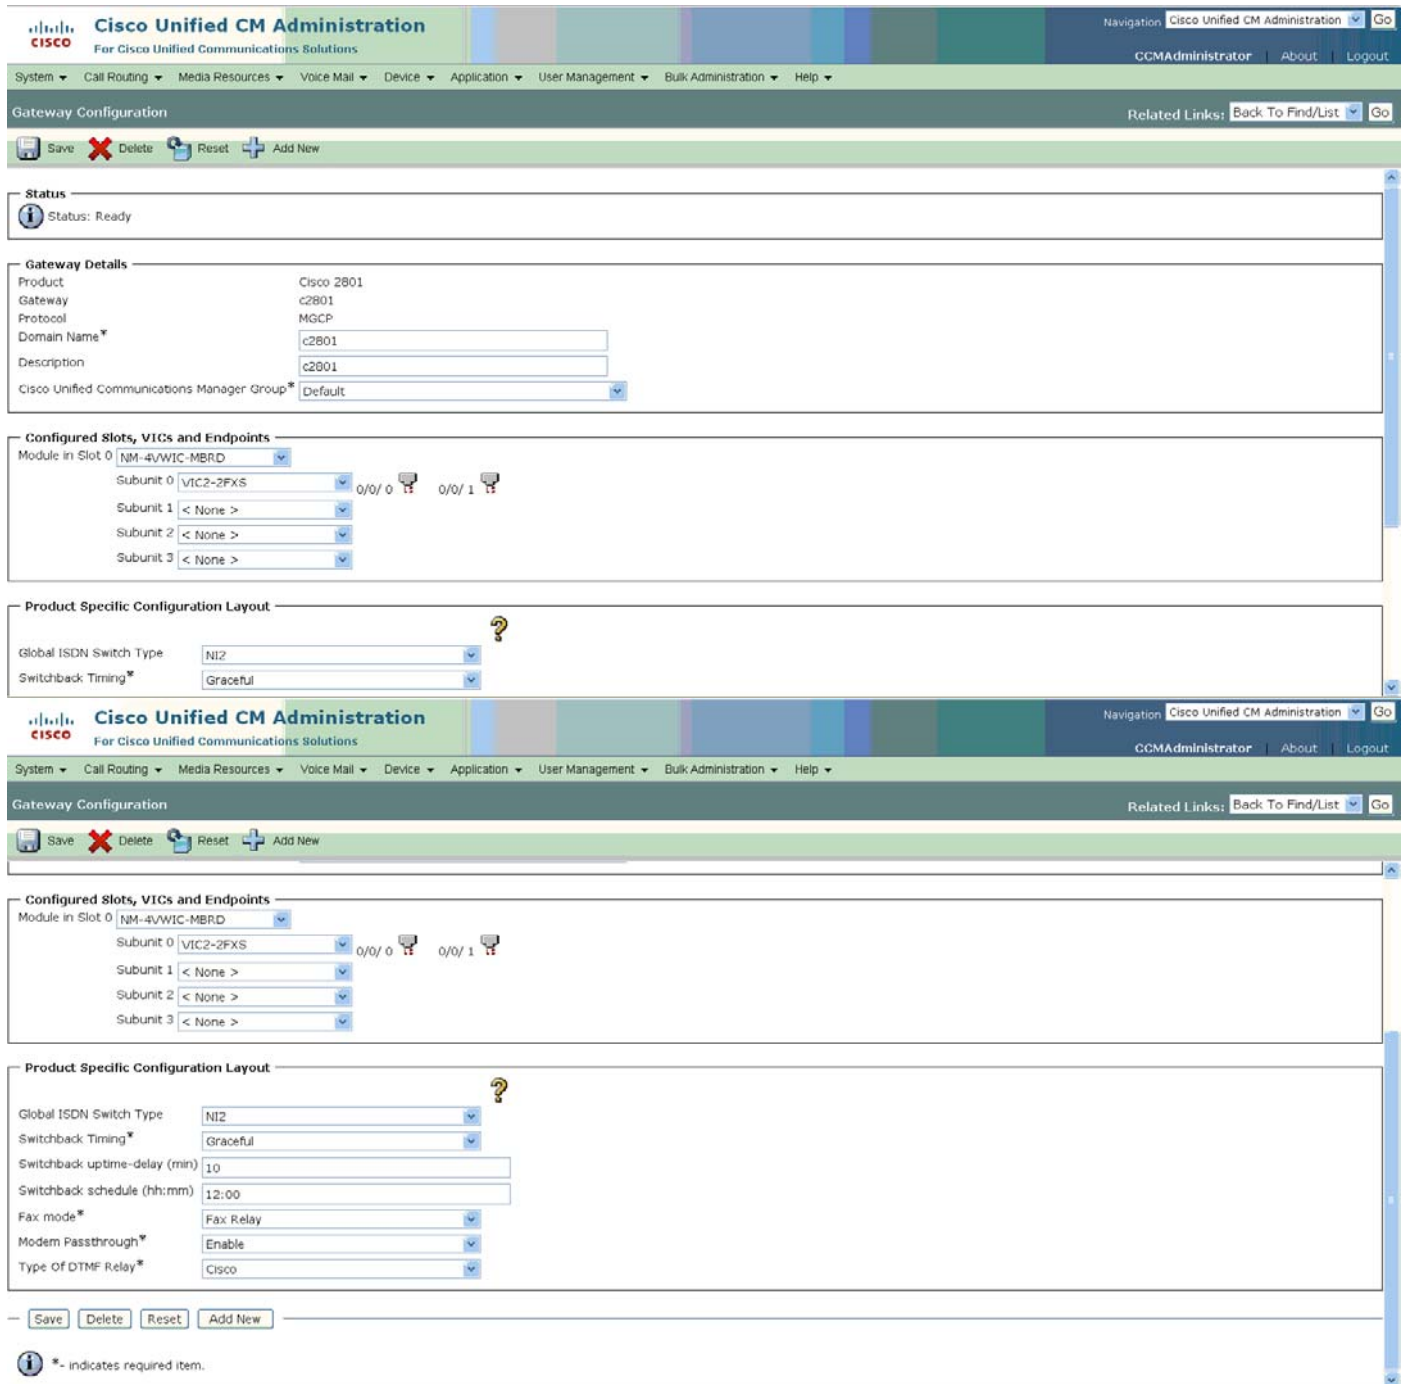 Cisco Unified CM Administration
For Cisco Unified Communications Solutions
CISCO
Navigation Cisco Unified CM Administration Go
CCMAdministrator | About | Logout
System Call Routing Media Resources Voice Mail Device Application User Management Bulk Administration Help
Gateway Configuration
Related Links: Back To Find/List Go
Save Delete Reset Add New
Status
Status: Ready
Gateway Details
Product Cisco 2801
Gateway c2801
Protocol MGCP
Domain Name* c2801
Description c2801
Cisco Unified Communications Manager Group* Default
Configured Slots, VICs and Endpoints
Module in Slot 0 NM-4VWIC-MBRD
Subunit 0 VIC2-2FXS 0/0/ 0 0/0/ 1
Subunit 1 < None >
Subunit 2 < None >
Subunit 3 < None >
Product Specific Configuration Layout
?
Global ISDN Switch Type NI2
Switchback Timing* Graceful
Cisco Unified CM Administration
For Cisco Unified Communications Solutions
CISCO
Navigation Cisco Unified CM Administration Go
CCMAdministrator | About | Logout
System Call Routing Media Resources Voice Mail Device Application User Management Bulk Administration Help
Gateway Configuration
Related Links: Back To Find/List Go
Save Delete Reset Add New
Configured Slots, VICs and Endpoints
Module in Slot 0 NM-4VWIC-MBRD
Subunit 0 VIC2-2FXS 0/0/ 0 0/0/ 1
Subunit 1 < None >
Subunit 2 < None >
Subunit 3 < None >
Product Specific Configuration Layout
?
Global ISDN Switch Type NI2
Switchback Timing* Graceful
Switchback uptime-delay (min) 10
Switchback schedule (hh:mm) 12:00
Fax mode* Fax Relay
Modem Passthrough* Enable
Type Of DTMF Relay* Cisco
Save Delete Reset Add New
*- indicates required item.